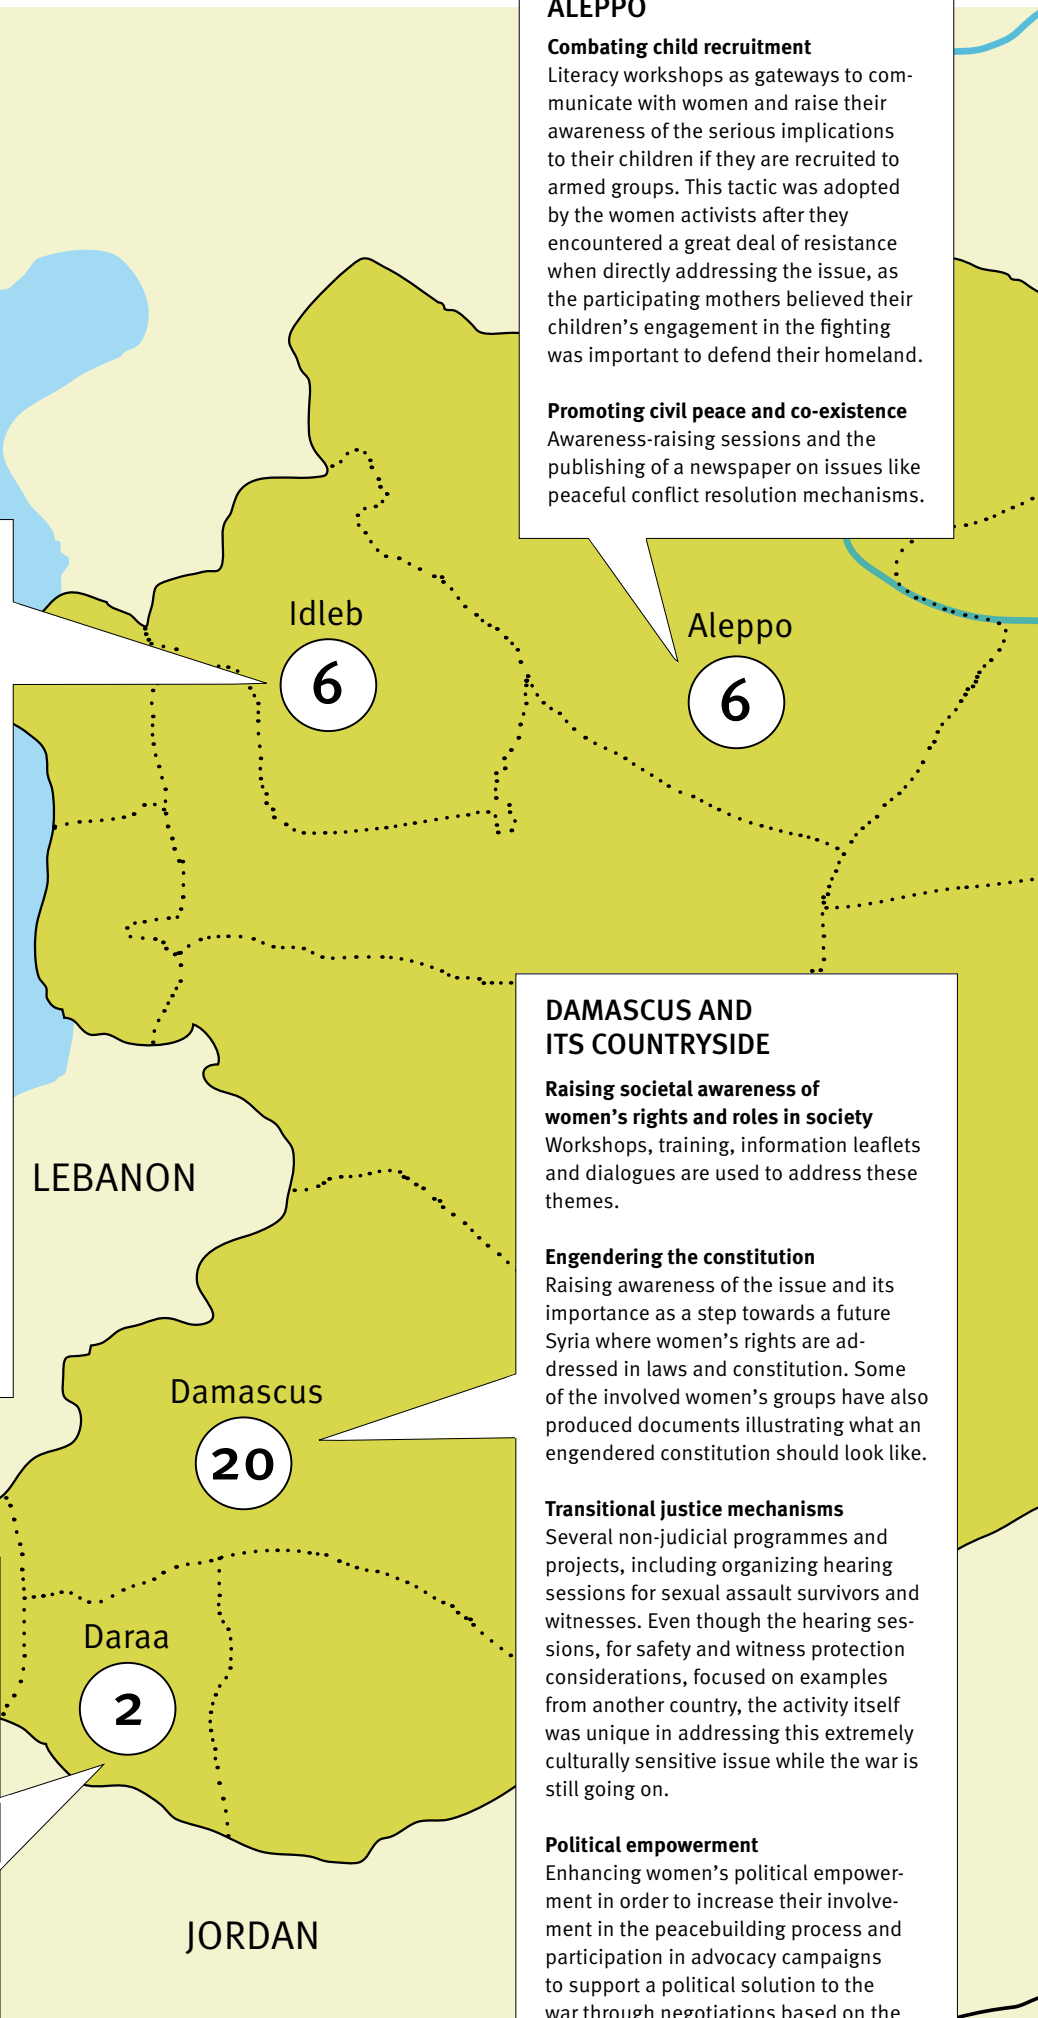 ALEPPO
Combating child recruitment
Literacy workshops as gateways to com-
municate with women and raise their
awareness of the serious implications
to their children if they are recruited to
armed groups. This tactic was adopted
by the women activists after they
encountered a great deal of resistance
when directly addressing the issue, as
the participating mothers believed their
children's engagement in the fighting
was important to defend their homeland.
Promoting civil peace and co-existence
Awareness-raising sessions and the
publishing of a newspaper on issues like
peaceful conflict resolution mechanisms.
Idleb
6
Aleppo
6
LEBANON
Damascus
20
Daraa
2
JORDAN
DAMASCUS AND
ITS COUNTRYSIDE
Raising societal awareness of
women's rights and roles in society
Workshops, training, information leaflets
and dialogues are used to address these
themes.
Engendering the constitution
Raising awareness of the issue and its
importance as a step towards a future
Syria where women's rights are ad-
dressed in laws and constitution. Some
of the involved women's groups have also
produced documents illustrating what an
engendered constitution should look like.
Transitional justice mechanisms
Several non-judicial programmes and
projects, including organizing hearing
sessions for sexual assault survivors and
witnesses. Even though the hearing ses-
sions, for safety and witness protection
considerations, focused on examples
from another country, the activity itself
was unique in addressing this extremely
culturally sensitive issue while the war is
still going on.
Political empowerment
Enhancing women's political empower-
ment in order to increase their involve-
ment in the peacebuilding process and
participation in advocacy campaigns
to support a political solution to the
war through negotiations based on the